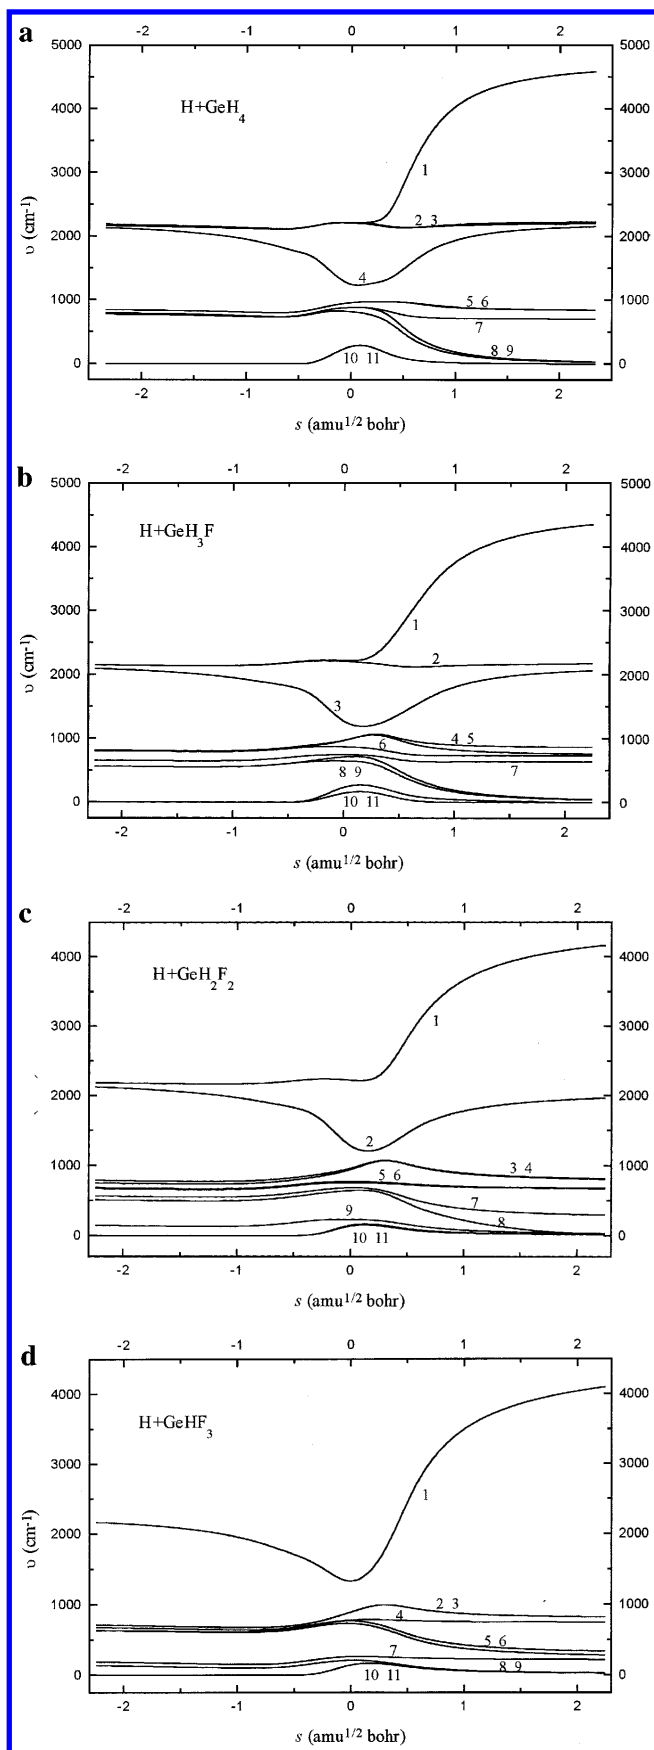 a
-2 -1 0 1 2
5000 5000
4000 4000
3000 3000
2000 2000
1000 1000
0 0
υ (cm-1)
H+GeH4
1
2 3
4
5 6
7
8 9
10 11
-2 -1 0 1 2
s (amu1/2 bohr)
b
-2 -1 0 1 2
5000 5000
4000 4000
3000 3000
2000 2000
1000 1000
0 0
υ (cm-1)
H+GeH3F
1
2
3
4 5
6
7
8 9
10 11
-2 -1 0 1 2
s (amu1/2 bohr)
c
-2 -1 0 1 2
4000 4000
3000 3000
2000 2000
1000 1000
0 0
υ (cm-1)
H+GeH2F2
1
2
3 4
5 6
7
8
9
10 11
-2 -1 0 1 2
s (amu1/2 bohr)
d
-2 -1 0 1 2
4000 4000
3000 3000
2000 2000
1000 1000
0 0
υ (cm-1)
H+GeHF3
1
2 3
4
5 6
7
8 9
10 11
-2 -1 0 1 2
s (amu1/2 bohr)